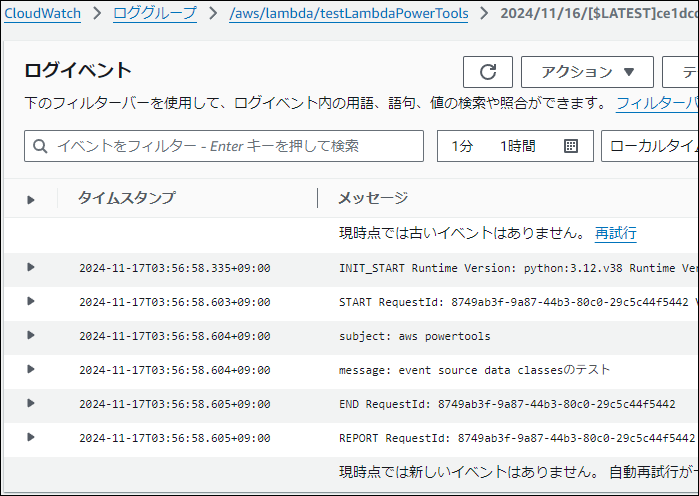 CloudWatch > ロググループ > /aws/lambda/testLambdaPowerTools > 2024/11/16/[$LATEST]ce1dcc
ログイベント
アクション ▼
テ
下のフィルターバーを使用して、ログイベント内の用語、語句、値の検索や照合ができます。 フィルターバ
イベントをフィルター - Enter キーを押して検索
1分 1時間
ローカルタイム
タイムスタンプ メッセージ
現時点では古いイベントはありません。 再試行
2024-11-17T03:56:58.335+09:00 INIT_START Runtime Version: python:3.12.v38 Runtime Ver
2024-11-17T03:56:58.603+09:00 START RequestId: 8749ab3f-9a87-44b3-80c0-29c5c44f5442 V
2024-11-17T03:56:58.604+09:00 subject: aws powertools
2024-11-17T03:56:58.604+09:00 message: event source data classesのテスト
2024-11-17T03:56:58.605+09:00 END RequestId: 8749ab3f-9a87-44b3-80c0-29c5c44f5442
2024-11-17T03:56:58.605+09:00 REPORT RequestId: 8749ab3f-9a87-44b3-80c0-29c5c44f5442
現時点では新しいイベントはありません。 自動再試行が一